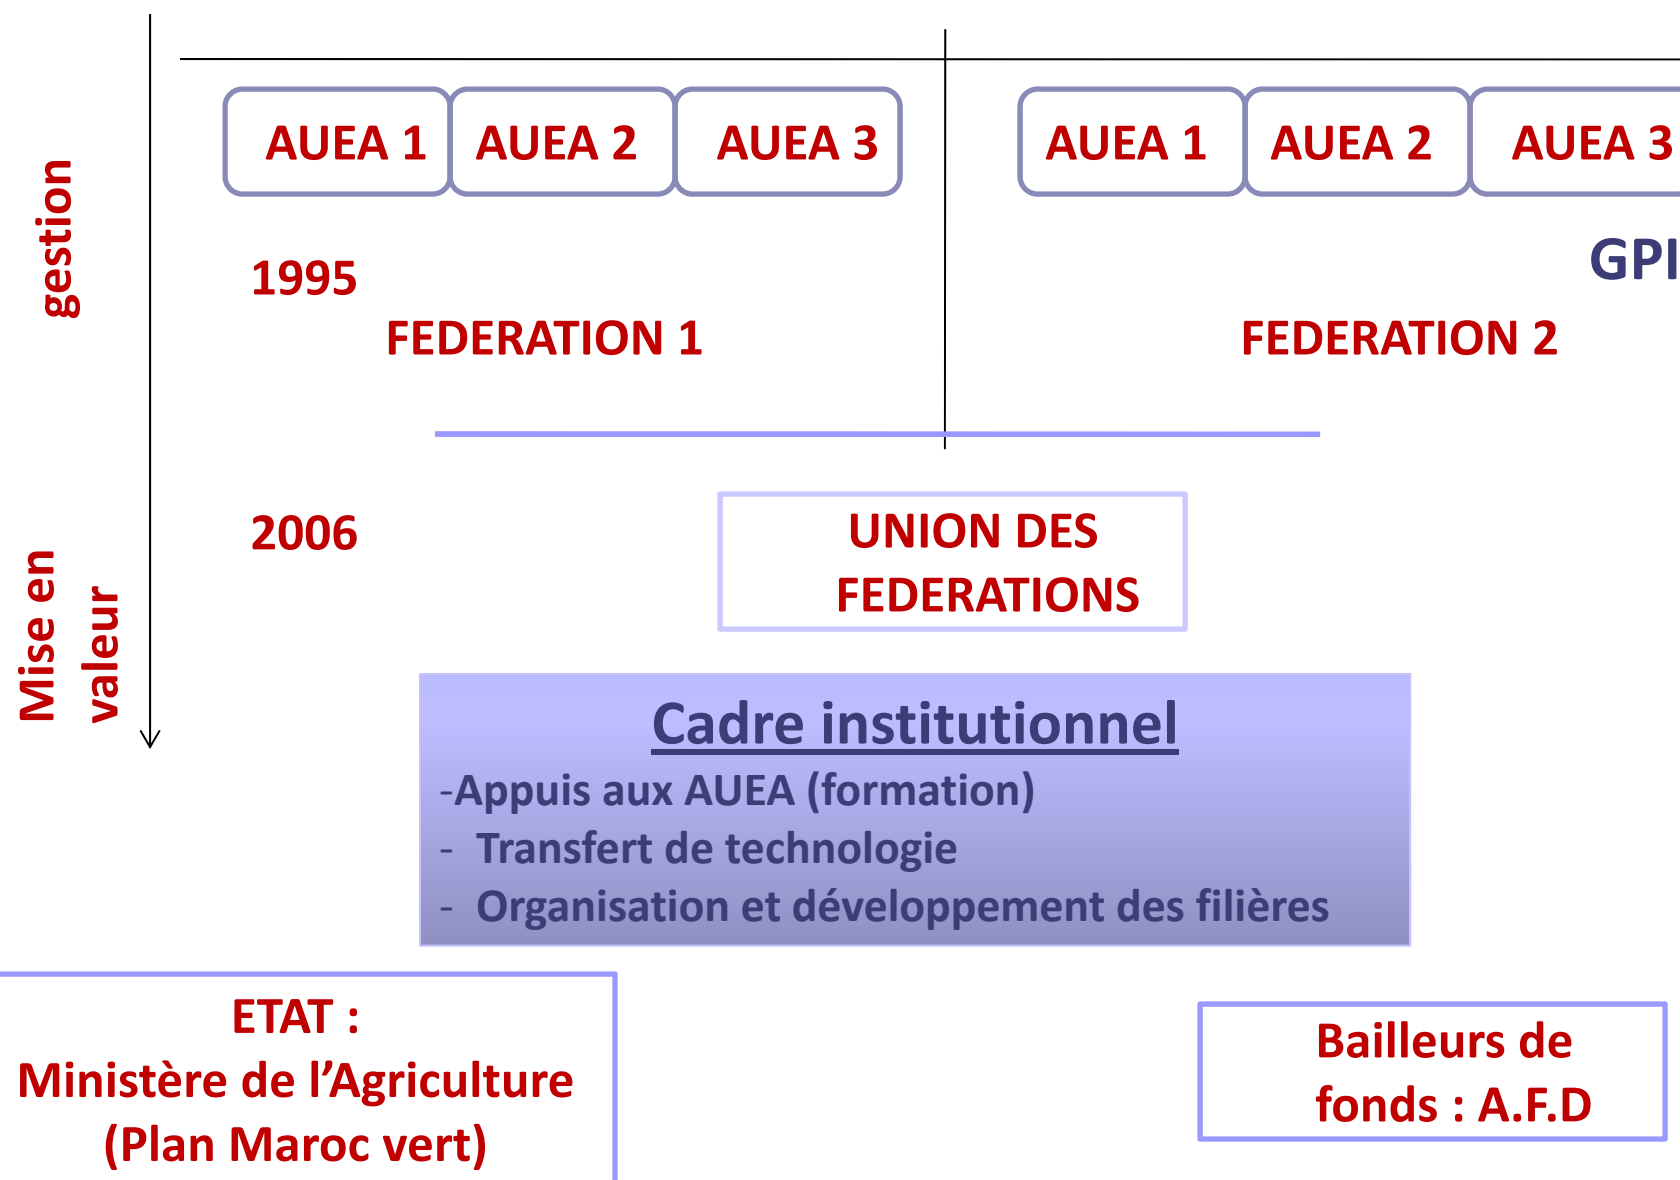 gestion
AUEA 1 AUEA 2 AUEA 3
AUEA 1 AUEA 2 AUEA 3
1995
GPI
FEDERATION 1
FEDERATION 2
Mise en
valeur
2006
UNION DES
FEDERATIONS
Cadre institutionnel
-Appuis aux AUEA (formation)
- Transfert de technologie
- Organisation et développement des filières
ETAT :
Ministère de l’Agriculture
(Plan Maroc vert)
Bailleurs de
fonds : A.F.D